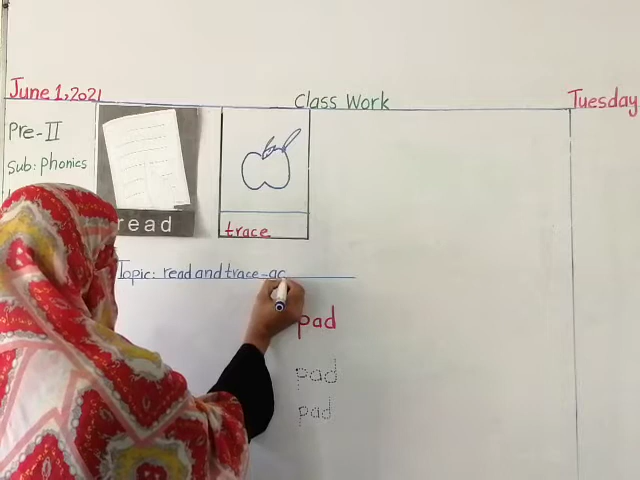 June 1, 2021
Class Work
Tuesday
Pre-II
Sub: phonics
read
trace
Topic: read and trace -ac
pad
pad
pad